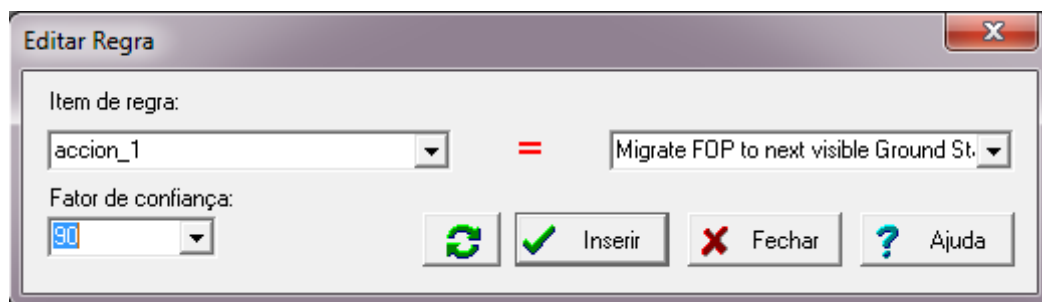 Editar Regra
Item de regra:
accion_1 = Migrate FOP to next visible Ground St
Fator de confiança:
90
Inserir Fechar Ajuda